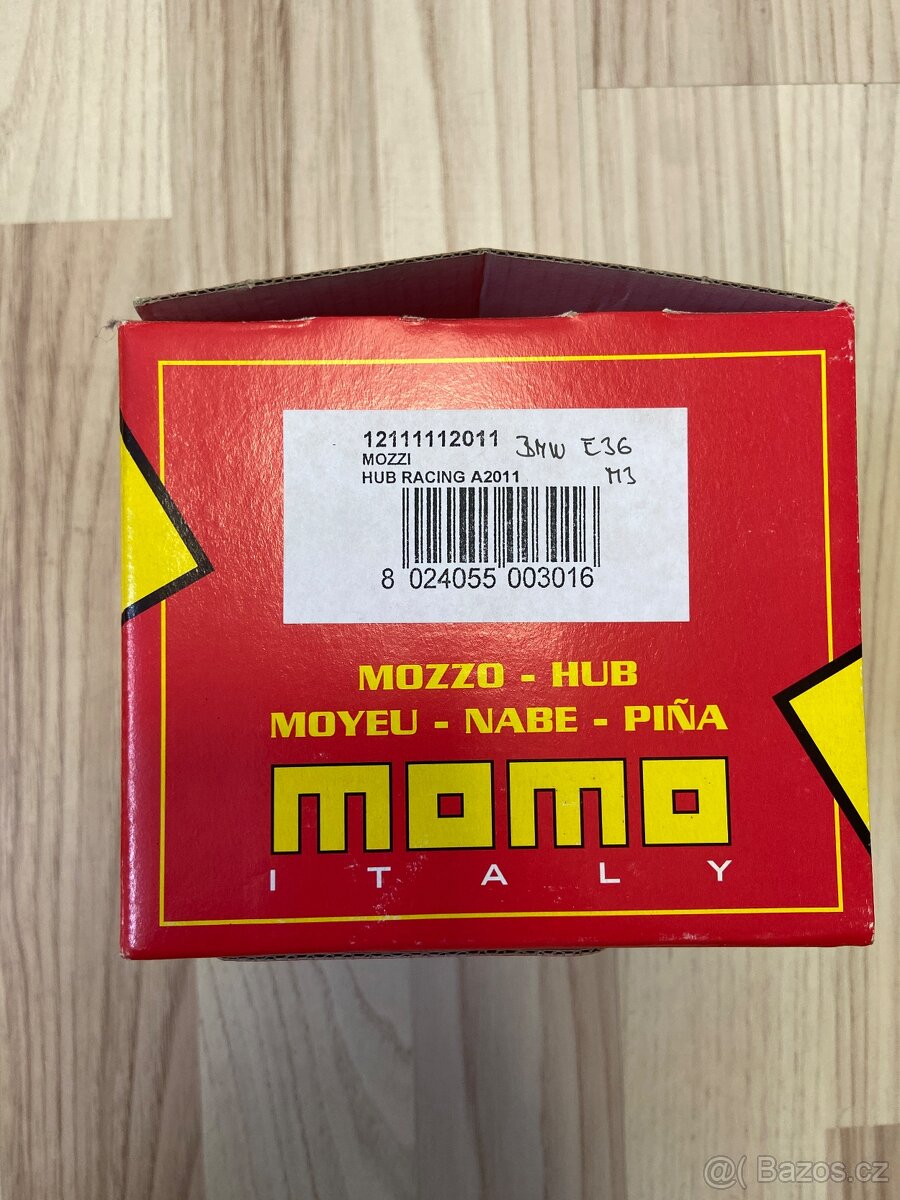 12111112011 BMW E36
MOZZI
HUB RACING A2011 M3
8 024055 003016
MOZZO - HUB
MOYEU - NABE - PIÑA
momo
ITALY
@( Bazos.cz